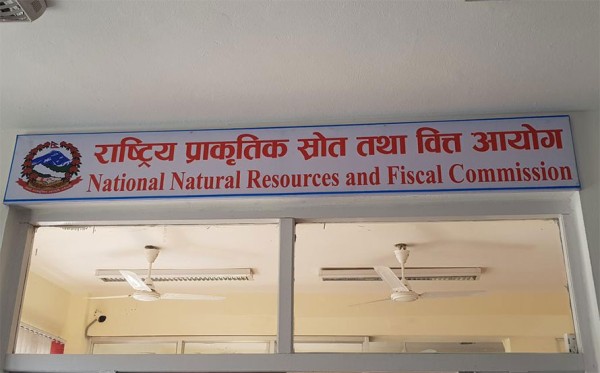 राष्ट्रिय प्राकृतिक स्रोत तथा वित्त आयोग
National Natural Resources and Fiscal Commission